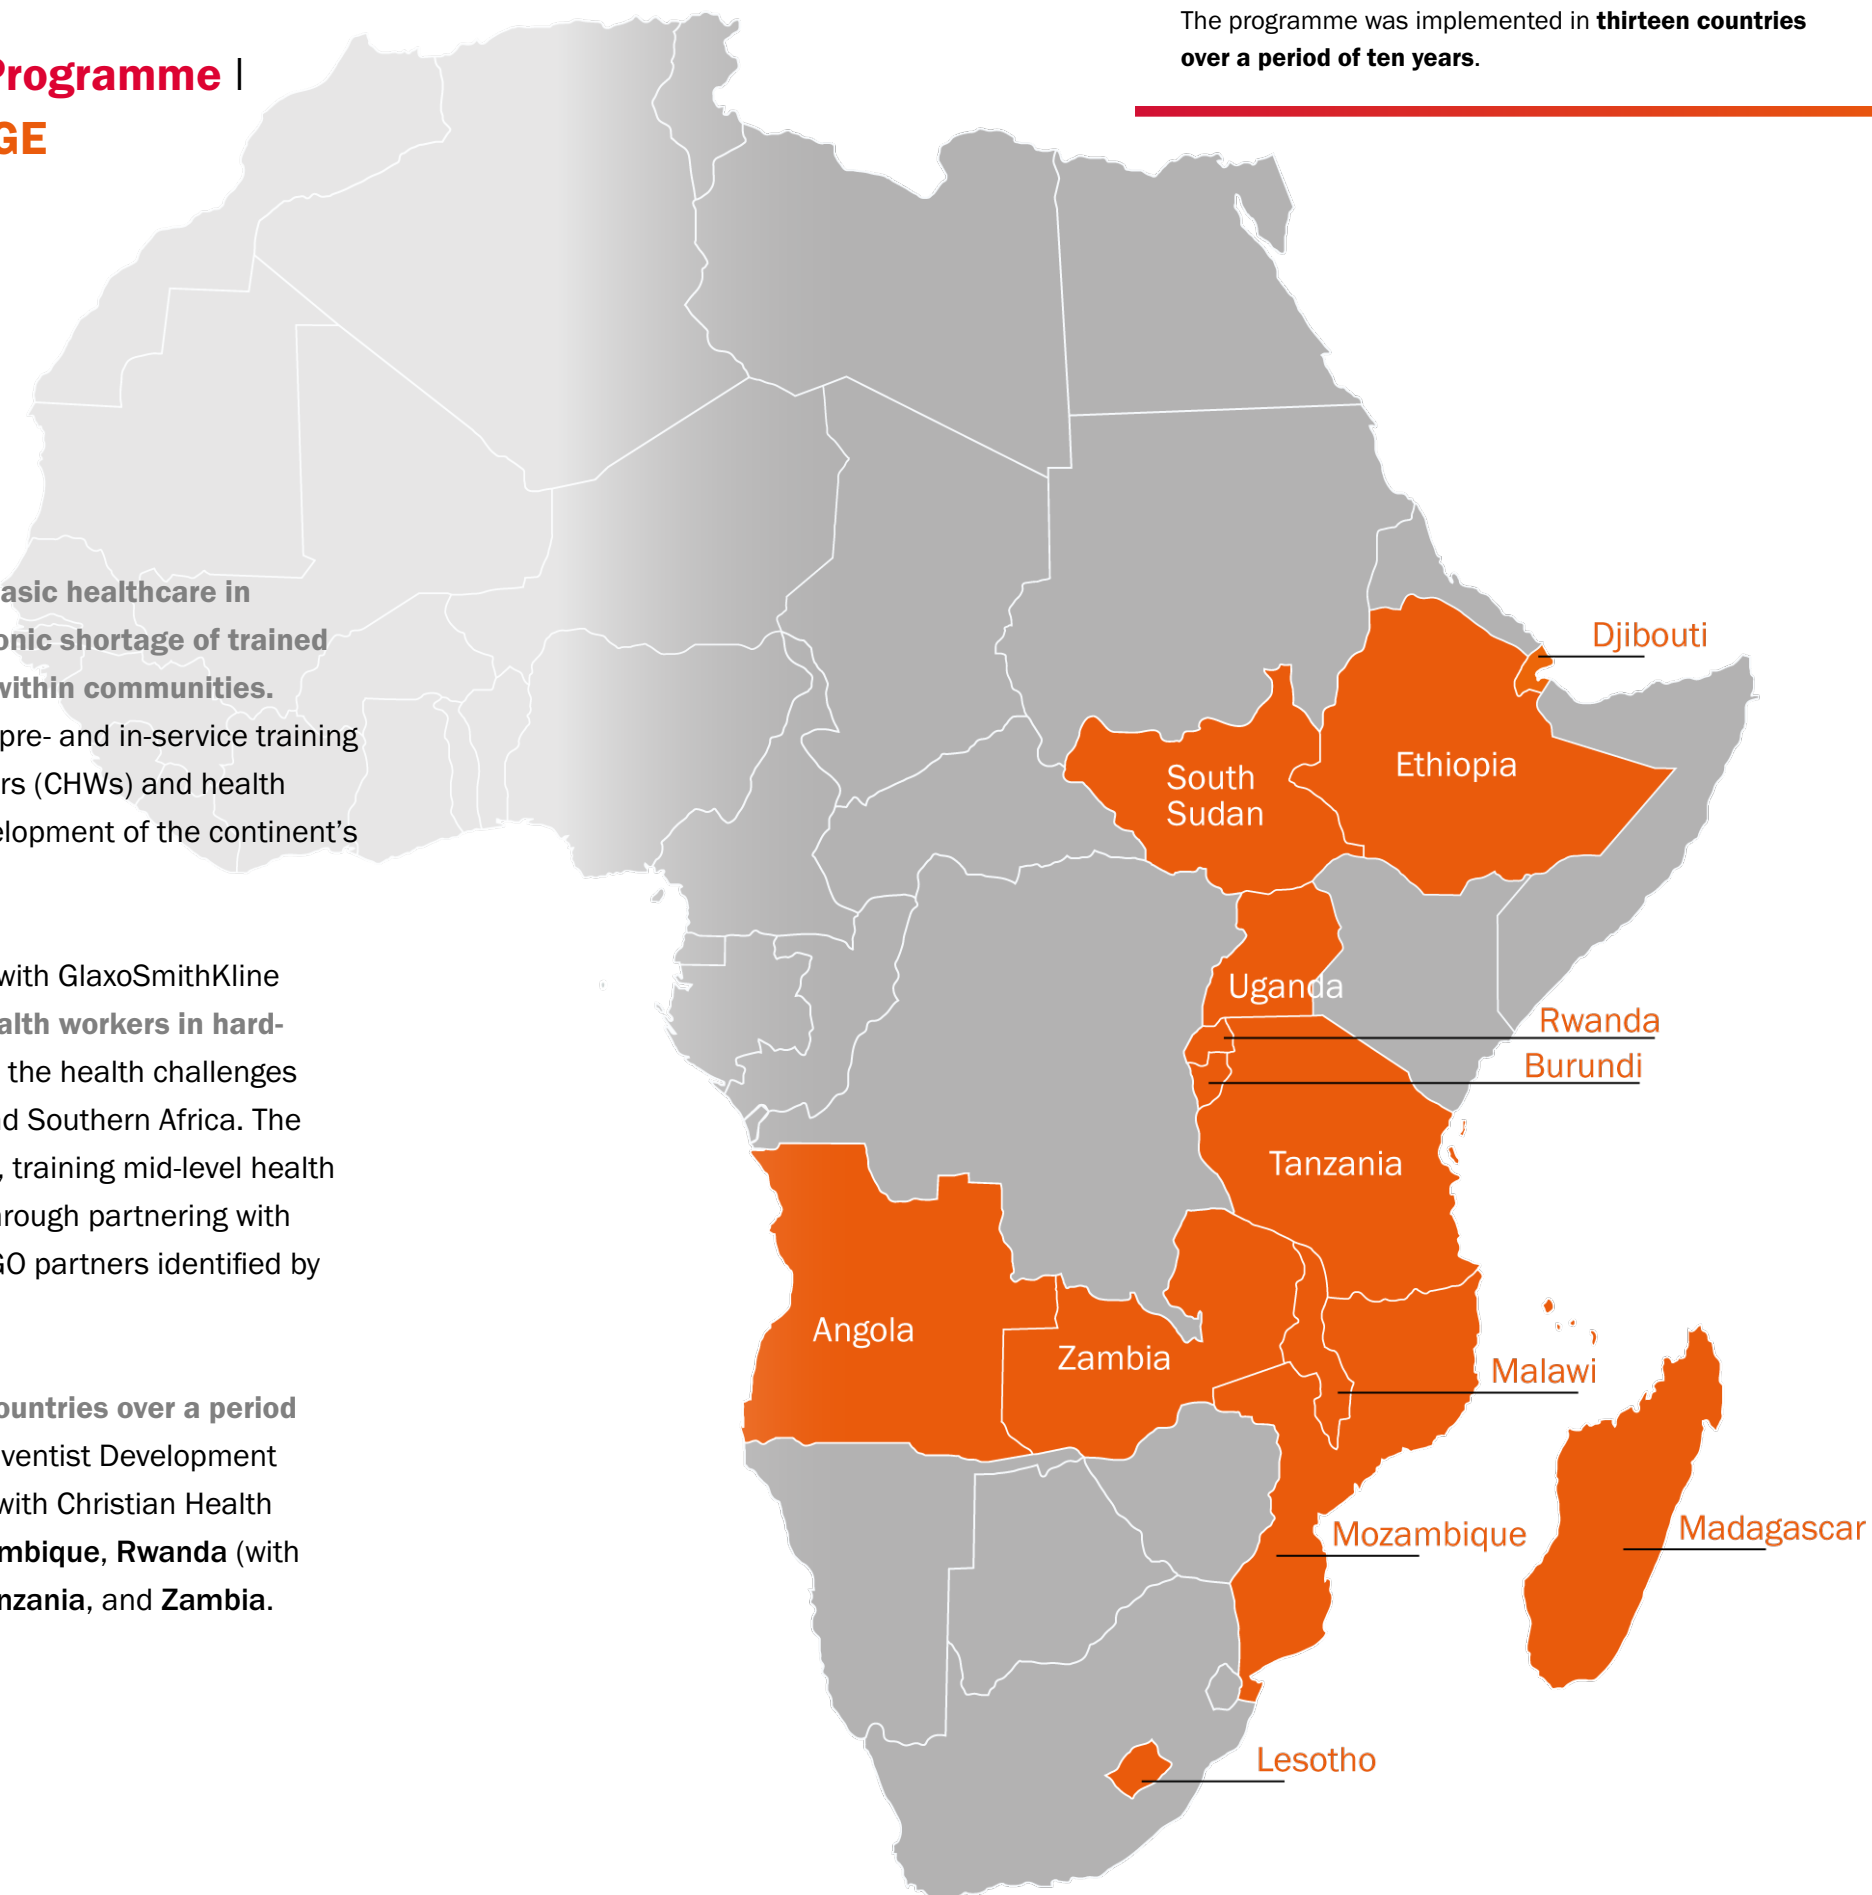 The programme was implemented in thirteen countries
over a period of ten years.
Programme |
GE
asic healthcare in
onic shortage of trained
within communities.
pre- and in-service training
rs (CHWs) and health
elopment of the continent's
with GlaxoSmithKline
alth workers in hard-
the health challenges
nd Southern Africa. The
, training mid-level health
hrough partnering with
GO partners identified by
ountries over a period
ventist Development
with Christian Health
mbique, Rwanda (with
nzania, and Zambia.
Djibouti
Ethiopia
South
Sudan
Uganda
Rwanda
Burundi
Tanzania
Angola
Zambia
Malawi
Mozambique
Madagascar
Lesotho